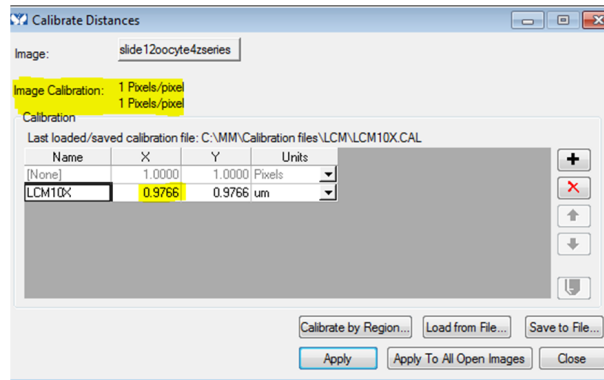 Calibrate Distances
Image: slide12oocyte4zseries
Image Calibration: 1 Pixels/pixel
1 Pixels/pixel
Calibration
Last loaded/saved calibration file: C:\MM\Calibration files\LCM\LCM10X.CAL
Name X Y Units
[None] 1.0000 1.0000 Pixels
LCM10X 0.9766 0.9766 um
Calibrate by Region... Load from File... Save to File...
Apply Apply To All Open Images Close